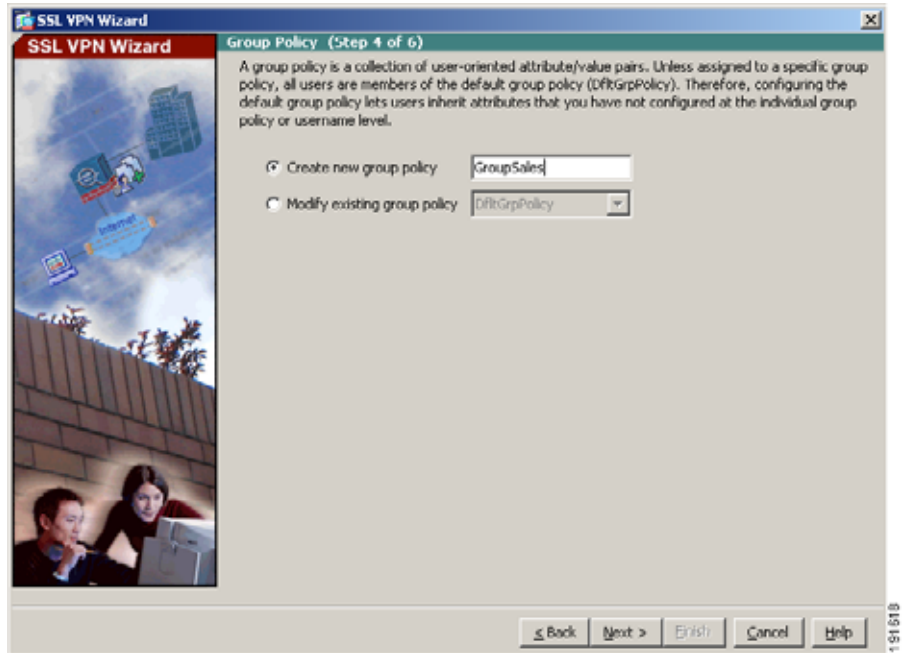 SSL VPN Wizard
SSL VPN Wizard
Group Policy (Step 4 of 6)
A group policy is a collection of user-oriented attribute/value pairs. Unless assigned to a specific group
policy, all users are members of the default group policy (DfltGrpPolicy). Therefore, configuring the
default group policy lets users inherit attributes that you have not configured at the individual group
policy or username level.
Create new group policy GroupSales
Modify existing group policy DfltGrpPolicy
Internet
< Back Next > Finish Cancel Help
191618